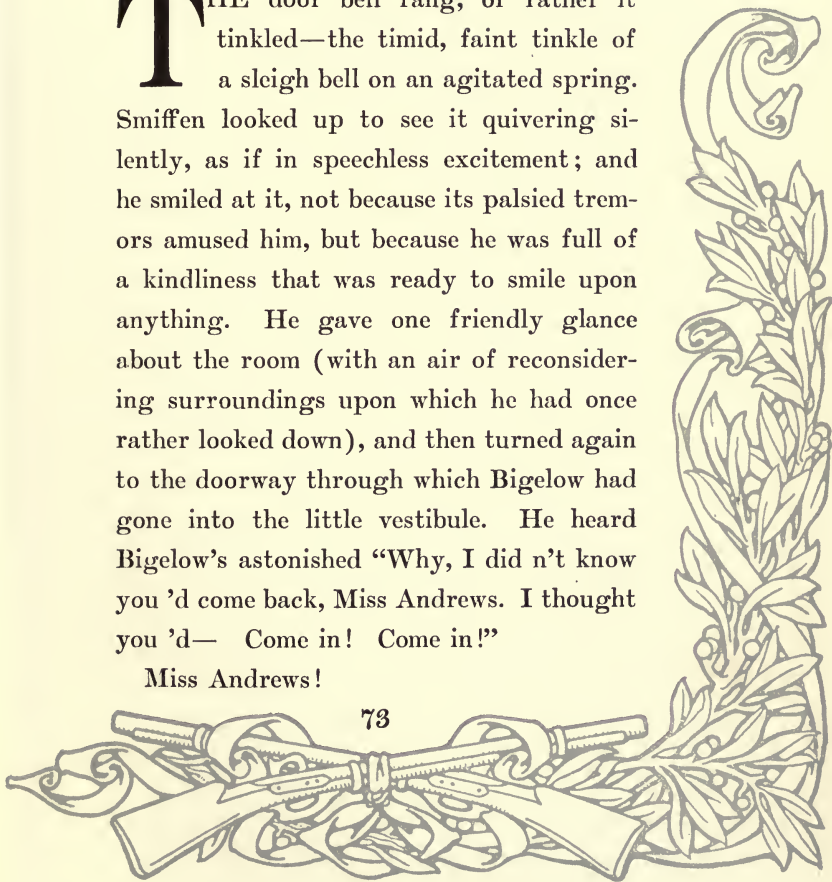 THE door bell rang, or rather it
tinkled—the timid, faint tinkle of
a sleigh bell on an agitated spring.
Smiffen looked up to see it quivering si-
lently, as if in speechless excitement; and
he smiled at it, not because its palsied trem-
ors amused him, but because he was full of
a kindliness that was ready to smile upon
anything. He gave one friendly glance
about the room (with an air of reconsider-
ing surroundings upon which he had once
rather looked down), and then turned again
to the doorway through which Bigelow had
gone into the little vestibule. He heard
Bigelow's astonished “Why, I did n't know
you 'd come back, Miss Andrews. I thought
you 'd— Come in! Come in!”
Miss Andrews!
73